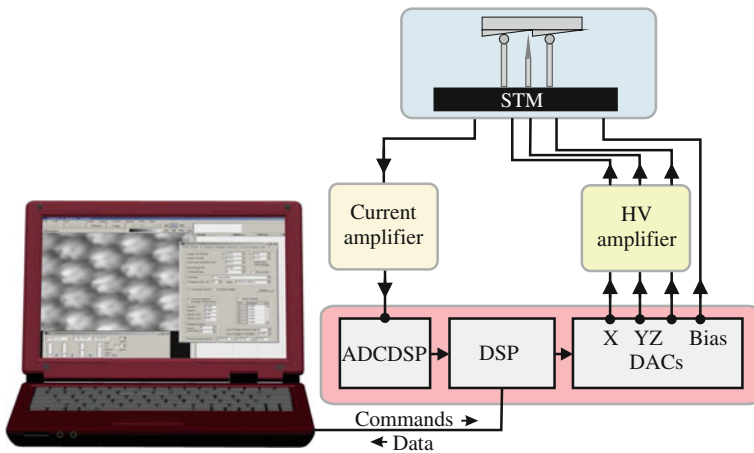 STM
Current
amplifier
HV
amplifier
ADCDSP
DSP
X YZ Bias
DACs
Commands
Data